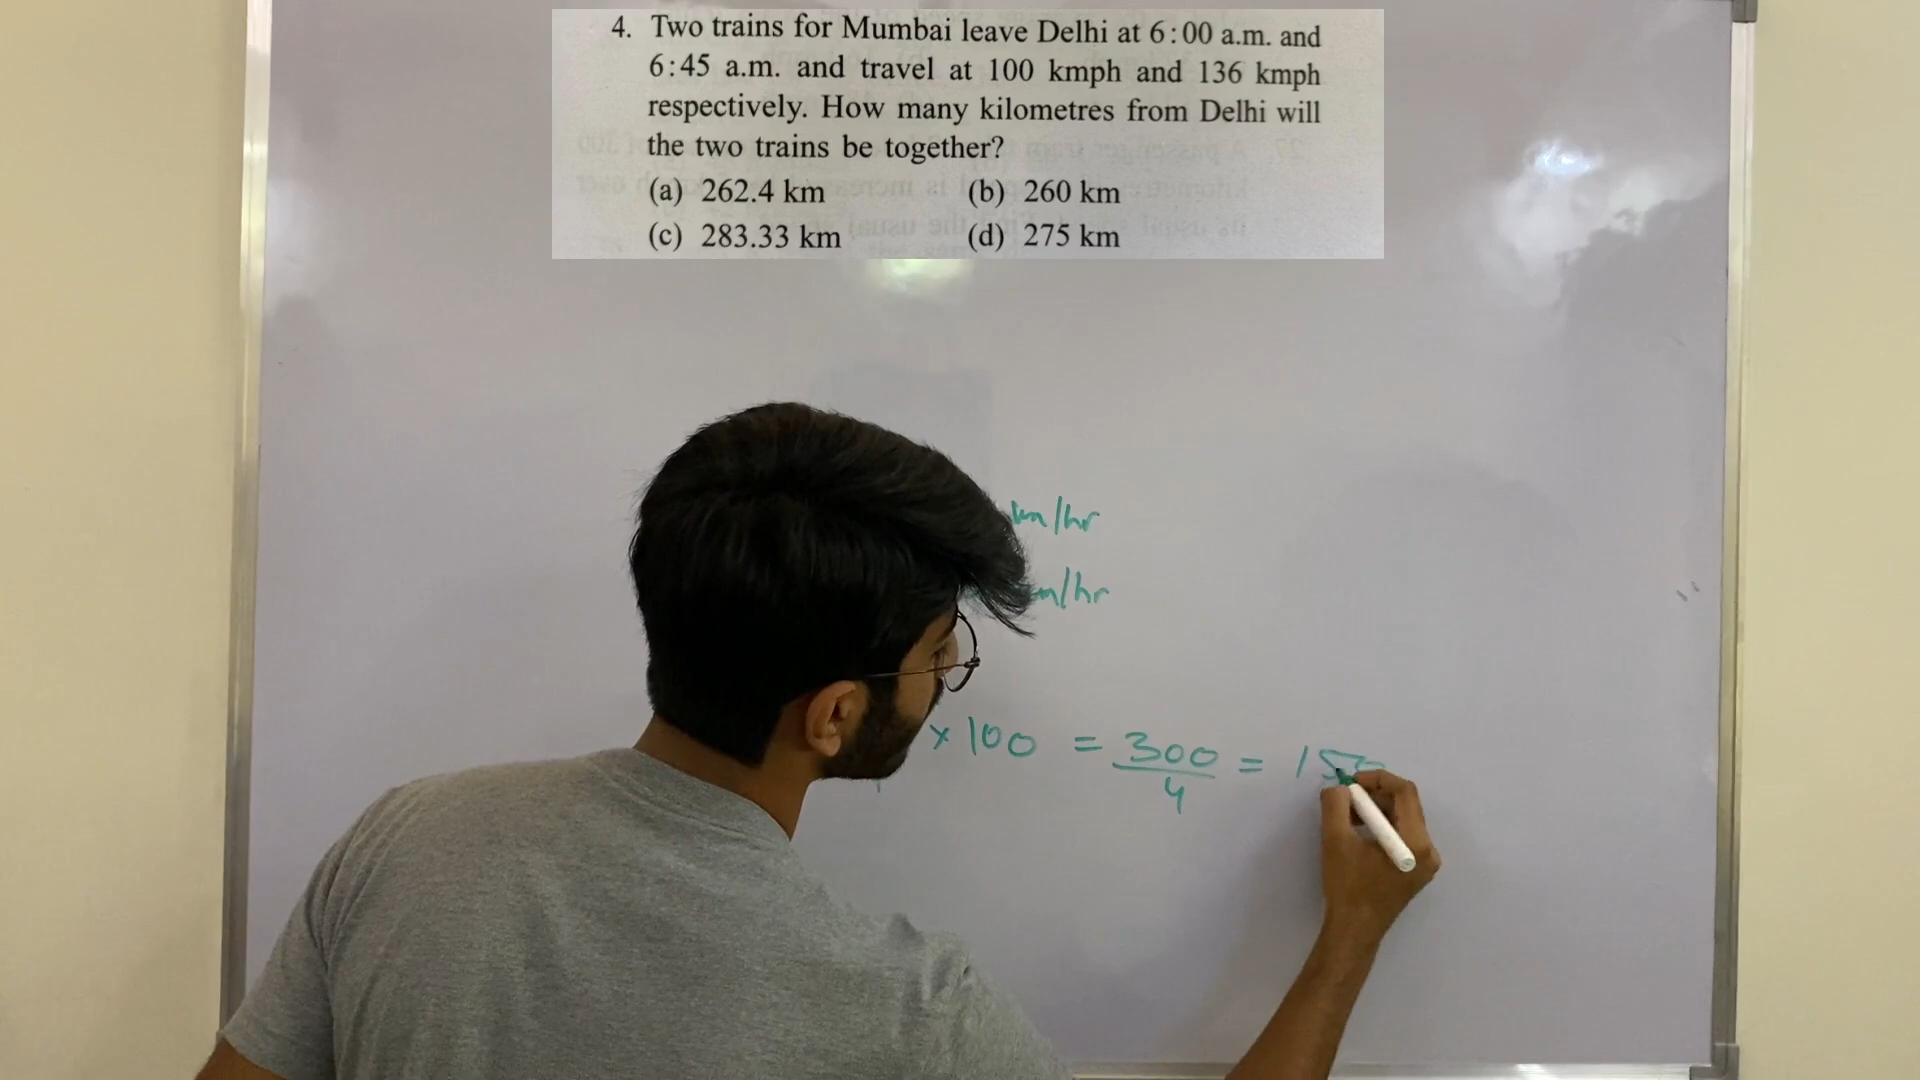 4. Two trains for Mumbai leave Delhi at 6:00 a.m. and
6:45 a.m. and travel at 100 kmph and 136 kmph
respectively. How many kilometres from Delhi will
the two trains be together?
(a) 262.4 km (b) 260 km
(c) 283.33 km (d) 275 km
km/hr
m/hr
× 100 = 300/4 = 150